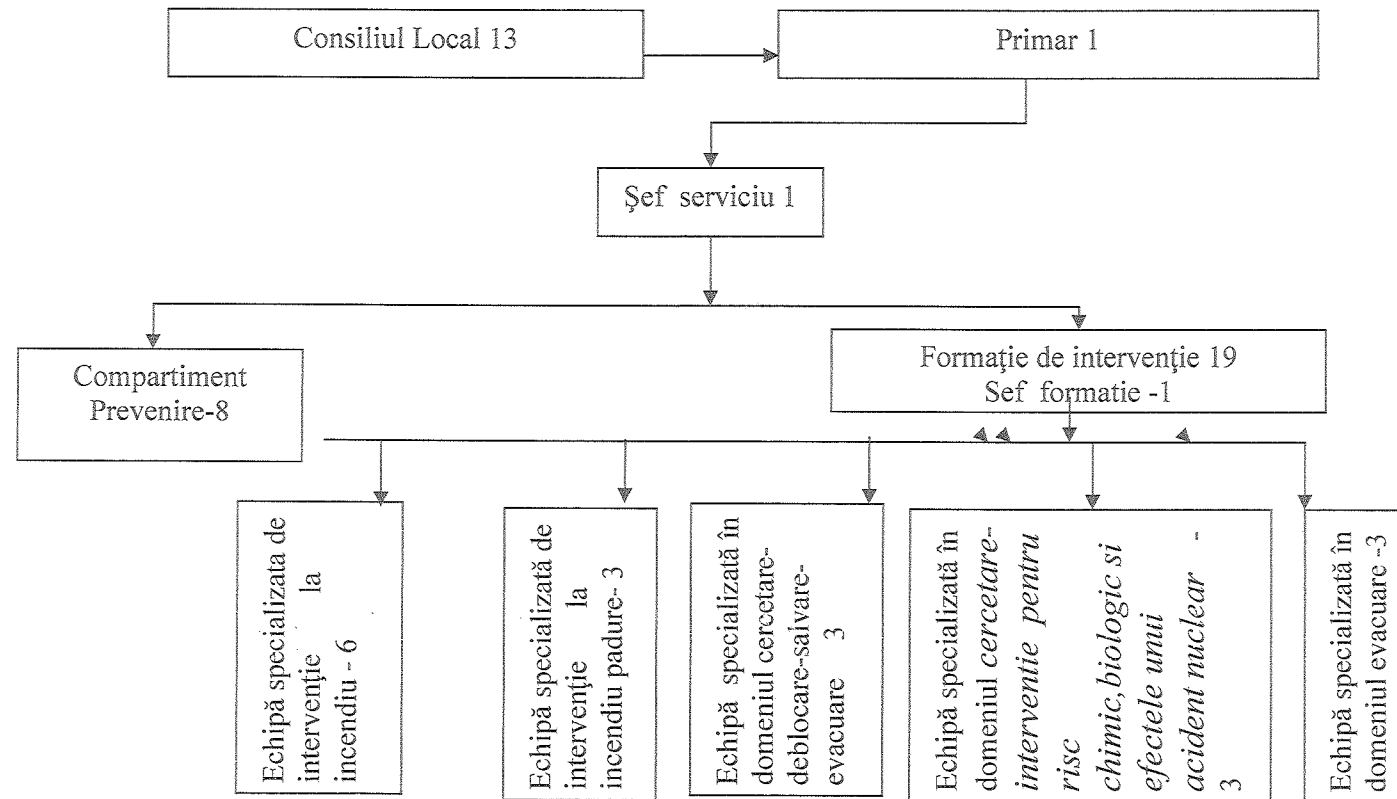 Consiliul Local 13
Primar 1
Şef serviciu 1
Compartiment
Prevenire-8
Formaţie de intervenţie 19
Sef formatie -1
Echipă specializata de
intervenţie la
incendiu - 6
Echipă specializată de
intervenţie la
incendiu padure- 3
Echipă specializată în
domeniul cercetare-
deblocare-salvare-
evacuare 3
Echipă specializată în
domeniul cercetare-
interventie pentru
risc
chimic,biologic si
efectele unui
acident nuclear -
3
Echipă specializată în
domeniul evacuare -3